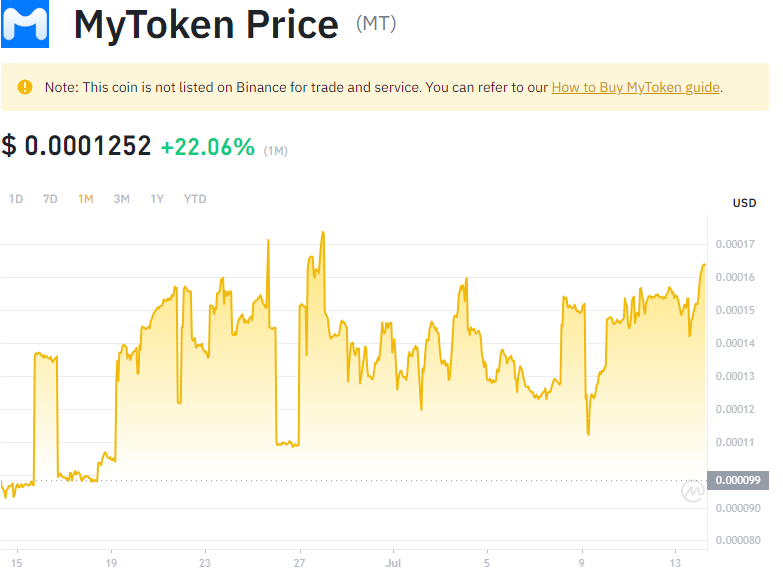 MyToken Price (MT)
Note: This coin is not listed on Binance for trade and service. You can refer to our How to Buy MyToken guide.
$ 0.0001252 +22.06% (1M)
1D 7D 1M 3M 1Y YTD
USD
0.00017
0.00016
0.00015
0.00014
0.00013
0.00012
0.00011
0.000099
0.000090
0.000080
15 19 23 27 Jul 5 9 13